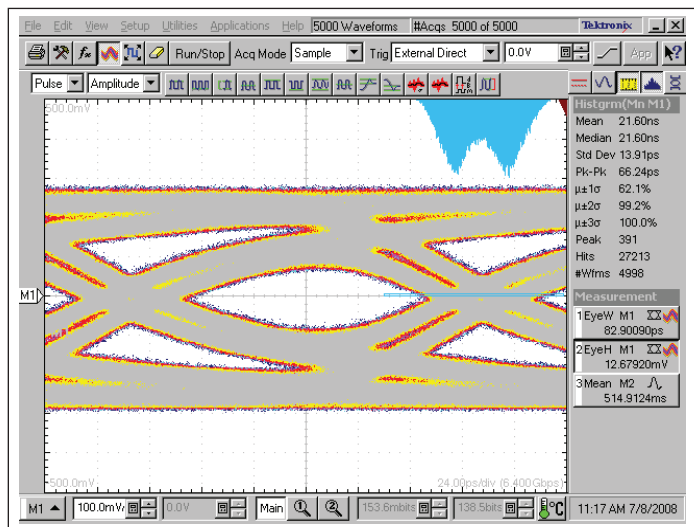 File Edit View Setup Utilities Applications Help 5000 Waveforms #Acqs 5000 of 5000 Tektronix
Run/Stop Acq Mode Sample Trig External Direct 0.0V App
Pulse Amplitude
500.0mV
Histgrm(Mn M1)
Mean 21.60ns
Median 21.60ns
Std Dev 13.91ps
Pk-Pk 66.24ps
µ±1σ 62.1%
µ±2σ 99.2%
µ±3σ 100.0%
Peak 391
Hits 27213
#Wfms 4998
M1
Measurement
1 EyeW M1
82.90090ps
2 EyeH M1
12.67920mV
3 Mean M2
514.9124ms
-500.0mV
24.00ps/div (6.400Gbps)
M1 100.0mV/ 0.0V Main 1 2 153.6mbits 138.5bits °C 11:17 AM 7/8/2008